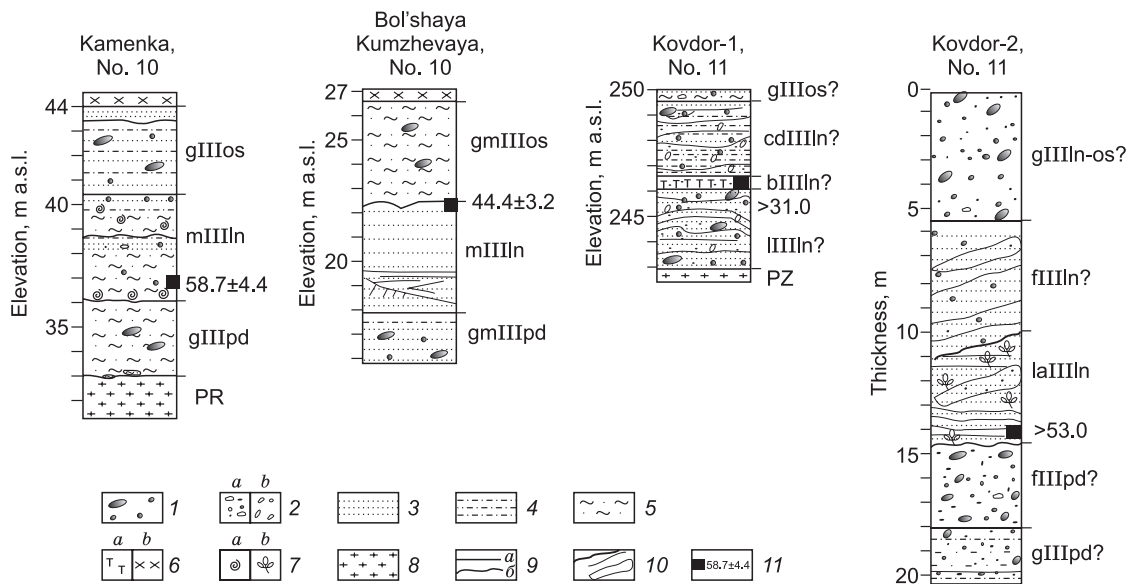 Kamenka,
No. 10
Elevation, m a.s.l.
44
40
35
gIIIos
mIIIln
58.7±4.4
gIIIpd
PR
Bol'shaya
Kumzhevaya,
No. 10
Elevation, m a.s.l.
27
25
20
gmIIIos
44.4±3.2
mIIIln
gmIIIpd
Kovdor-1,
No. 11
Elevation, m a.s.l.
250
245
gIIIos?
cdIIIln?
bIIIln?
>31.0
lIIIln?
PZ
Kovdor-2,
No. 11
Thickness, m
0
5
10
15
20
gIIIln-os?
fIIIln?
laIIIln
>53.0
fIIIpd?
gIIIpd?
1
a b
2
3
4
5
a b
T T T
6
7
8
a
б
9
10
58.7±4.4
11